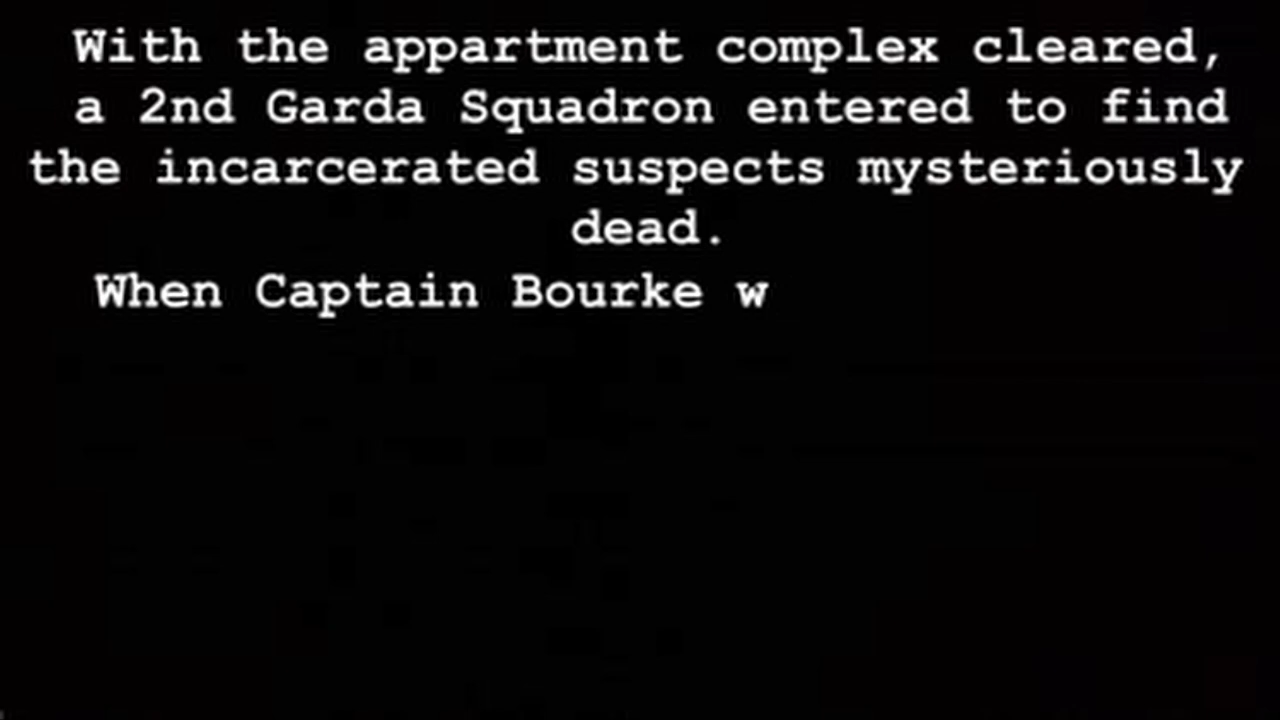 With the appartment complex cleared,
a 2nd Garda Squadron entered to find
the incarcerated suspects mysteriously
dead.
When Captain Bourke w